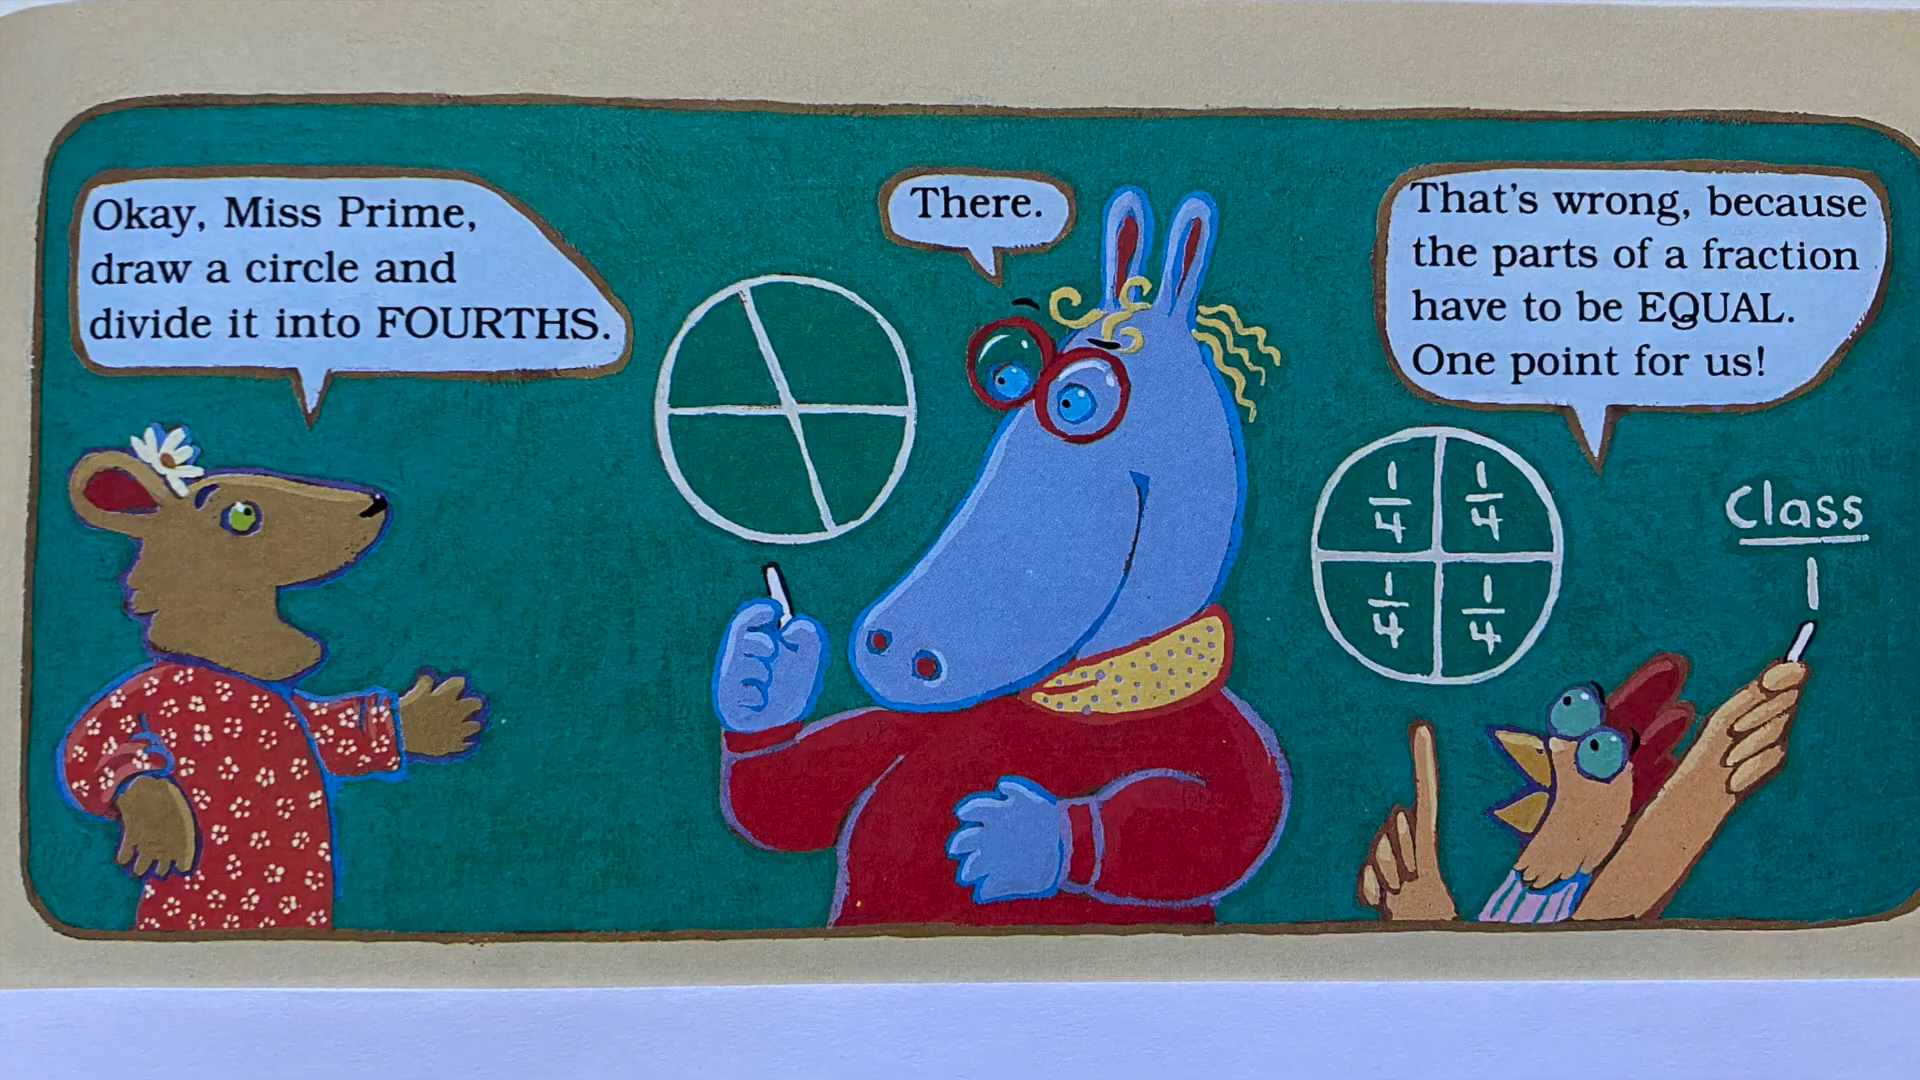 Okay, Miss Prime,
draw a circle and
divide it into FOURTHS.
There.
That's wrong, because
the parts of a fraction
have to be EQUAL.
One point for us!
1/4 1/4
1/4 1/4
Class
1